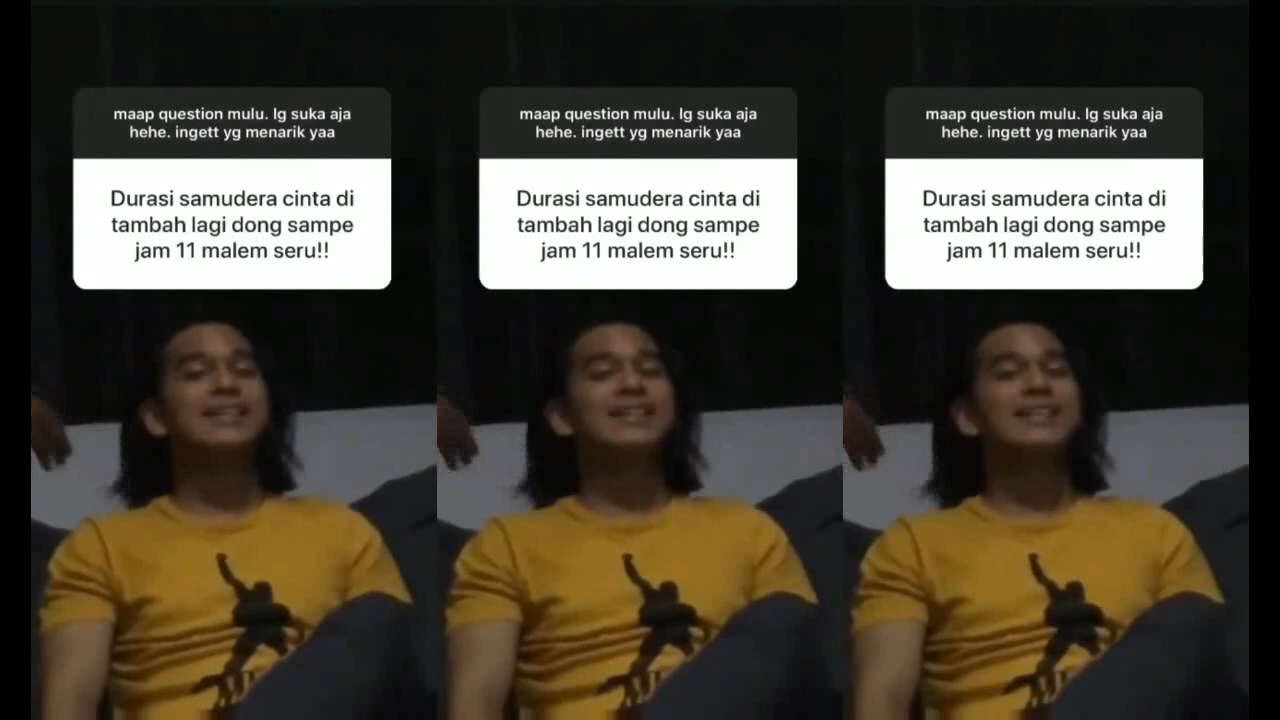 maap question mulu. lg suka aja
hehe. ingett yg menarik yaa
Durasi samudera cinta di
tambah lagi dong sampe
jam 11 malem seru!!
maap question mulu. lg suka aja
hehe. ingett yg menarik yaa
Durasi samudera cinta di
tambah lagi dong sampe
jam 11 malem seru!!
maap question mulu. lg suka aja
hehe. ingett yg menarik yaa
Durasi samudera cinta di
tambah lagi dong sampe
jam 11 malem seru!!